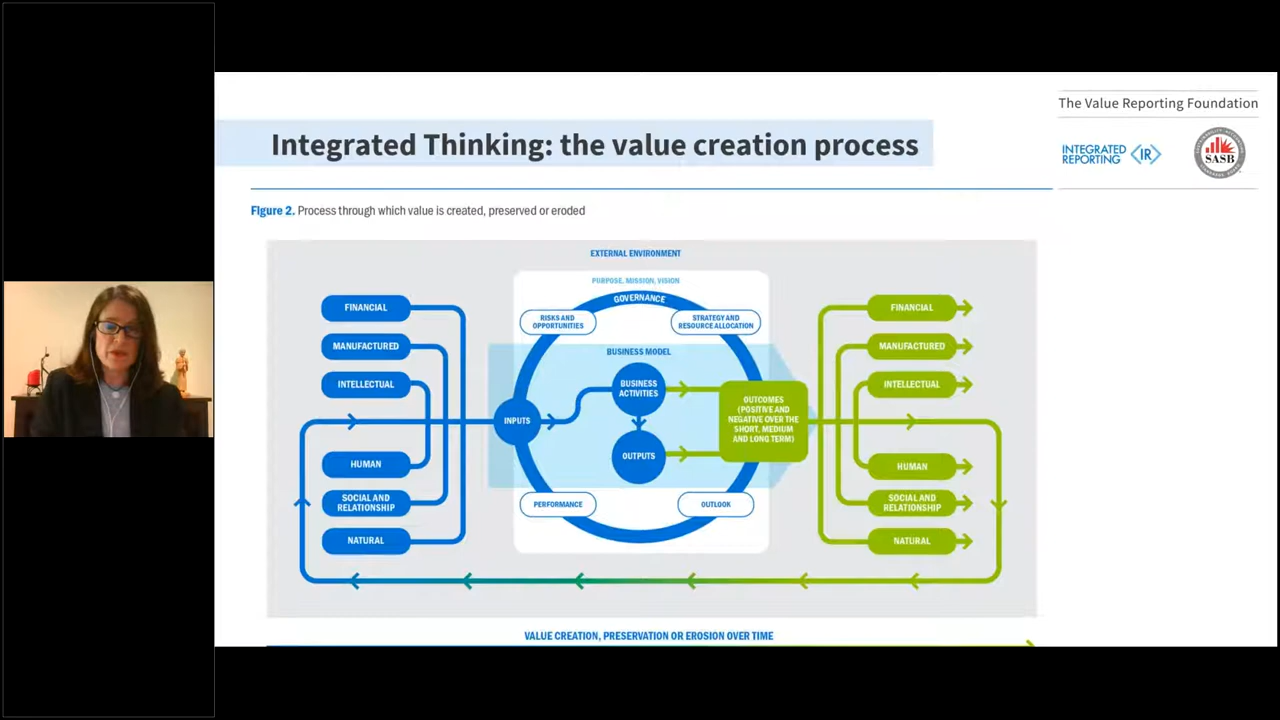 The Value Reporting Foundation
Integrated Thinking: the value creation process
INTEGRATED
REPORTING
<IR>
SASB
Figure 2. Process through which value is created, preserved or eroded
EXTERNAL ENVIRONMENT
PURPOSE, MISSION, VISION
GOVERNANCE
RISKS AND
OPPORTUNITIES
STRATEGY AND
RESOURCE ALLOCATION
FINANCIAL
MANUFACTURED
INTELLECTUAL
HUMAN
SOCIAL AND
RELATIONSHIP
NATURAL
INPUTS
BUSINESS MODEL
BUSINESS
ACTIVITIES
OUTPUTS
OUTCOMES
(POSITIVE AND
NEGATIVE OVER THE
SHORT, MEDIUM
AND LONG TERM)
PERFORMANCE
OUTLOOK
FINANCIAL
MANUFACTURED
INTELLECTUAL
HUMAN
SOCIAL AND
RELATIONSHIP
NATURAL
VALUE CREATION, PRESERVATION OR EROSION OVER TIME